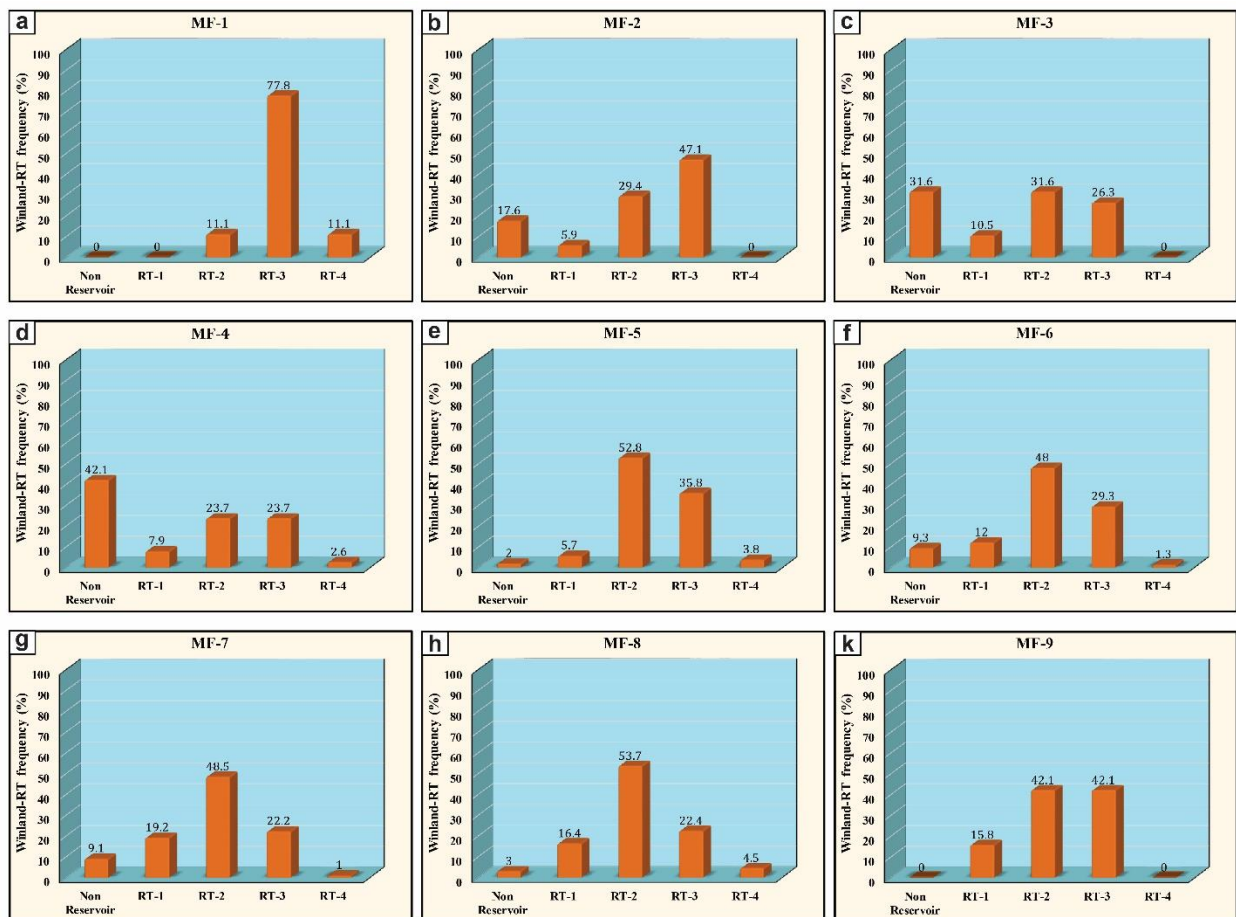 a
MF-1
Winland-RT frequency (%)
100
90
80
70
60
50
40
30
20
10
0
0
0
11.1
77.8
11.1
Non Reservoir
RT-1
RT-2
RT-3
RT-4
b
MF-2
Winland-RT frequency (%)
100
90
80
70
60
50
40
30
20
10
0
17.6
5.9
29.4
47.1
0
Non Reservoir
RT-1
RT-2
RT-3
RT-4
c
MF-3
Winland-RT frequency (%)
100
90
80
70
60
50
40
30
20
10
0
31.6
10.5
31.6
26.3
0
Non Reservoir
RT-1
RT-2
RT-3
RT-4
d
MF-4
Winland-RT frequency (%)
100
90
80
70
60
50
40
30
20
10
0
42.1
7.9
23.7
23.7
2.6
Non Reservoir
RT-1
RT-2
RT-3
RT-4
e
MF-5
Winland-RT frequency (%)
100
90
80
70
60
50
40
30
20
10
0
2
5.7
52.8
35.8
3.8
Non Reservoir
RT-1
RT-2
RT-3
RT-4
f
MF-6
Winland-RT frequency (%)
100
90
80
70
60
50
40
30
20
10
0
9.3
12
48
29.3
1.3
Non Reservoir
RT-1
RT-2
RT-3
RT-4
g
MF-7
Winland-RT frequency (%)
100
90
80
70
60
50
40
30
20
10
0
9.1
19.2
48.5
22.2
1
Non Reservoir
RT-1
RT-2
RT-3
RT-4
h
MF-8
Winland-RT frequency (%)
100
90
80
70
60
50
40
30
20
10
0
3
16.4
53.7
22.4
4.5
Non Reservoir
RT-1
RT-2
RT-3
RT-4
k
MF-9
Winland-RT frequency (%)
100
90
80
70
60
50
40
30
20
10
0
0
15.8
42.1
42.1
0
Non Reservoir
RT-1
RT-2
RT-3
RT-4